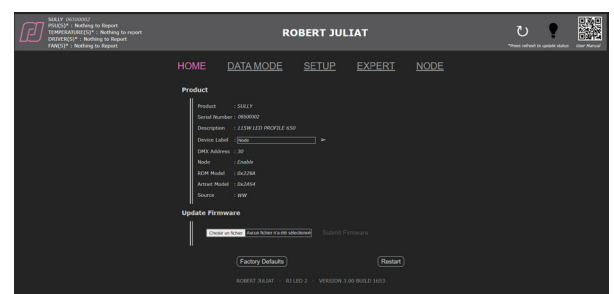 SULLY 06500002
PSU(S)* : Nothing to Report
TEMPERATURE(S)* : Nothing to report
DRIVER(S)* : Nothing to Report
FAN(S)* : Nothing to Report
ROBERT JULIAT
*Press refresh to update status
User Manual
HOME DATA MODE SETUP EXPERT NODE
Product
Product : SULLY
Serial Number : 06500002
Description : 115W LED PROFILE 650
Device Label : Node
DMX Address : 30
Node : Enable
RDM Model : 0x226A
Artnet Model : 0x2A64
Source : WW
Update Firmware
Choisir un fichier Aucun fichier n'a été sélectionné Submit Firmware
Factory Defaults Restart
ROBERT JULIAT - RJ LED 2 - VERSION 3.00 BUILD 1653